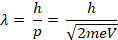 λ = h/p = h/√2meV